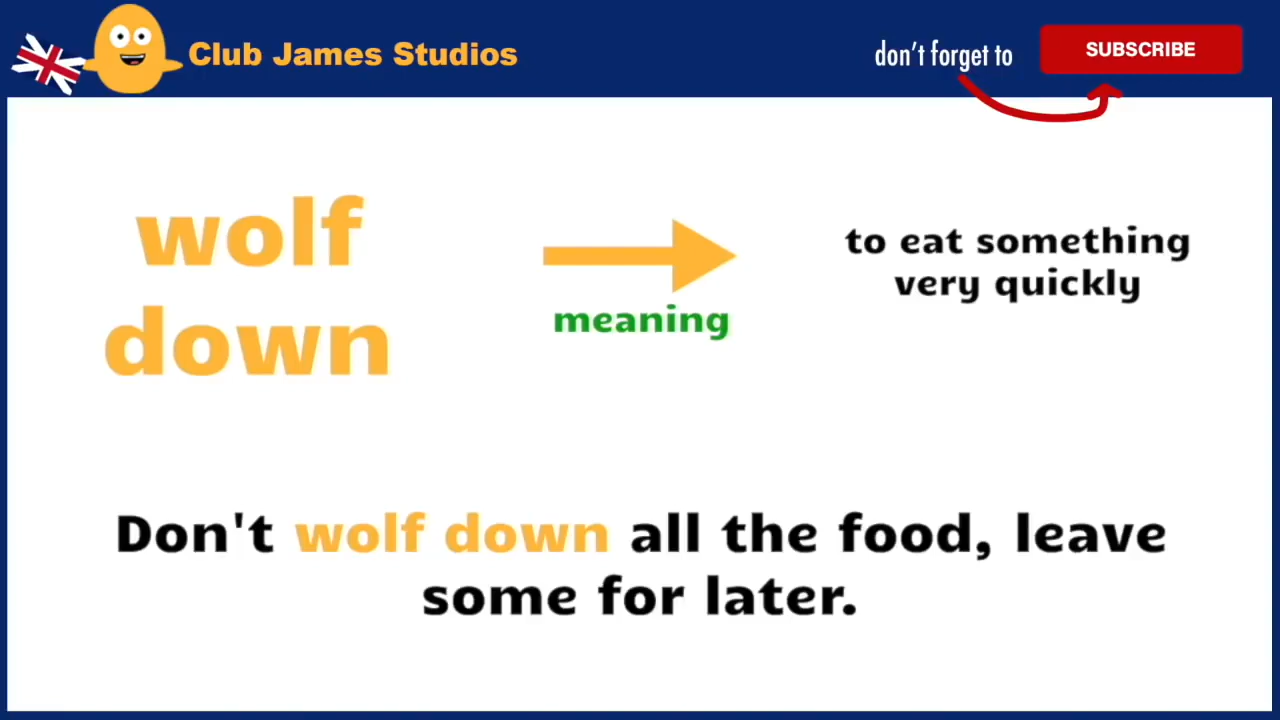 Club James Studios
don't forget to
SUBSCRIBE
wolf
down
meaning
to eat something
very quickly
Don't wolf down all the food, leave
some for later.